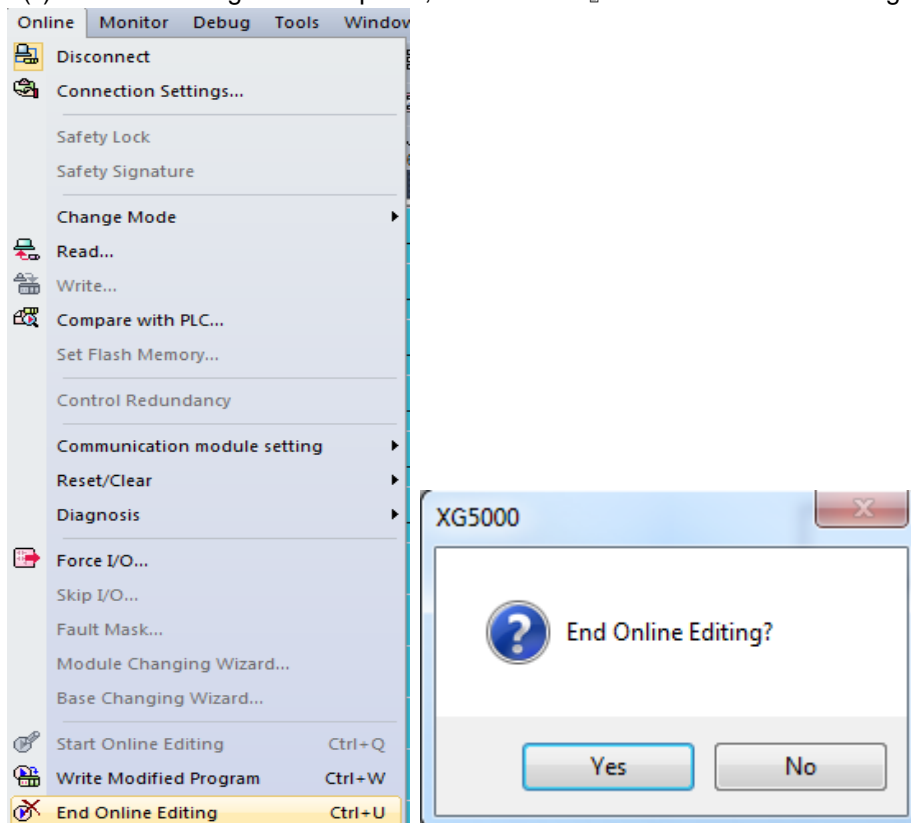 Online Monitor Debug Tools Window
Disconnect
Connection Settings...
Safety Lock
Safety Signature
Change Mode
Read...
Write...
Compare with PLC...
Set Flash Memory...
Control Redundancy
Communication module setting
Reset/Clear
Diagnosis
Force I/O...
Skip I/O...
Fault Mask...
Module Changing Wizard...
Base Changing Wizard...
Start Online Editing Ctrl+Q
Write Modified Program Ctrl+W
End Online Editing Ctrl+U
XG5000
End Online Editing?
Yes No